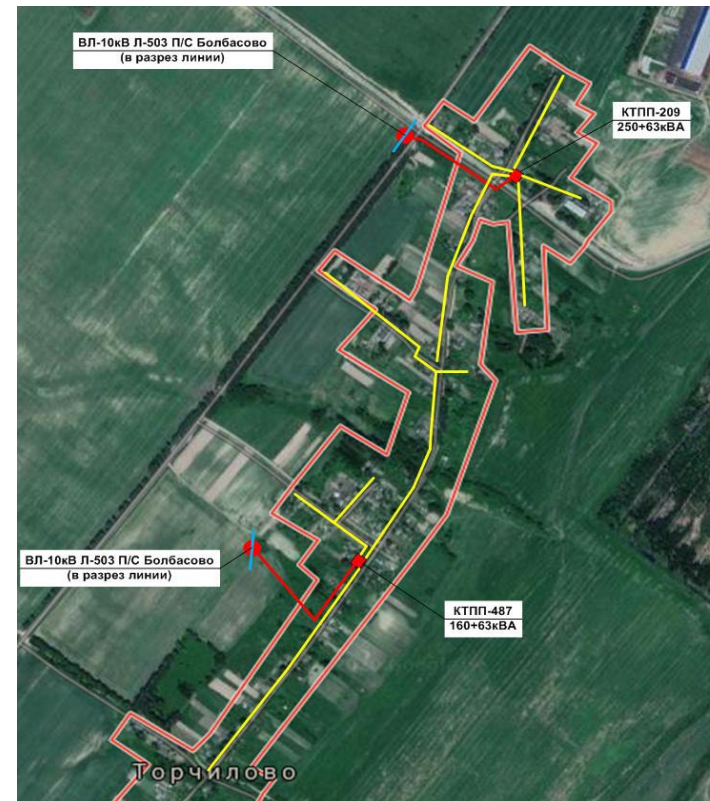 ВЛ-10кВ Л-503 П/С Болбасово
(в разрез линии)
КТПП-209
250+63кВА
ВЛ-10кВ Л-503 П/С Болбасово
(в разрез линии)
КТПП-487
160+63кВА
Торчилово